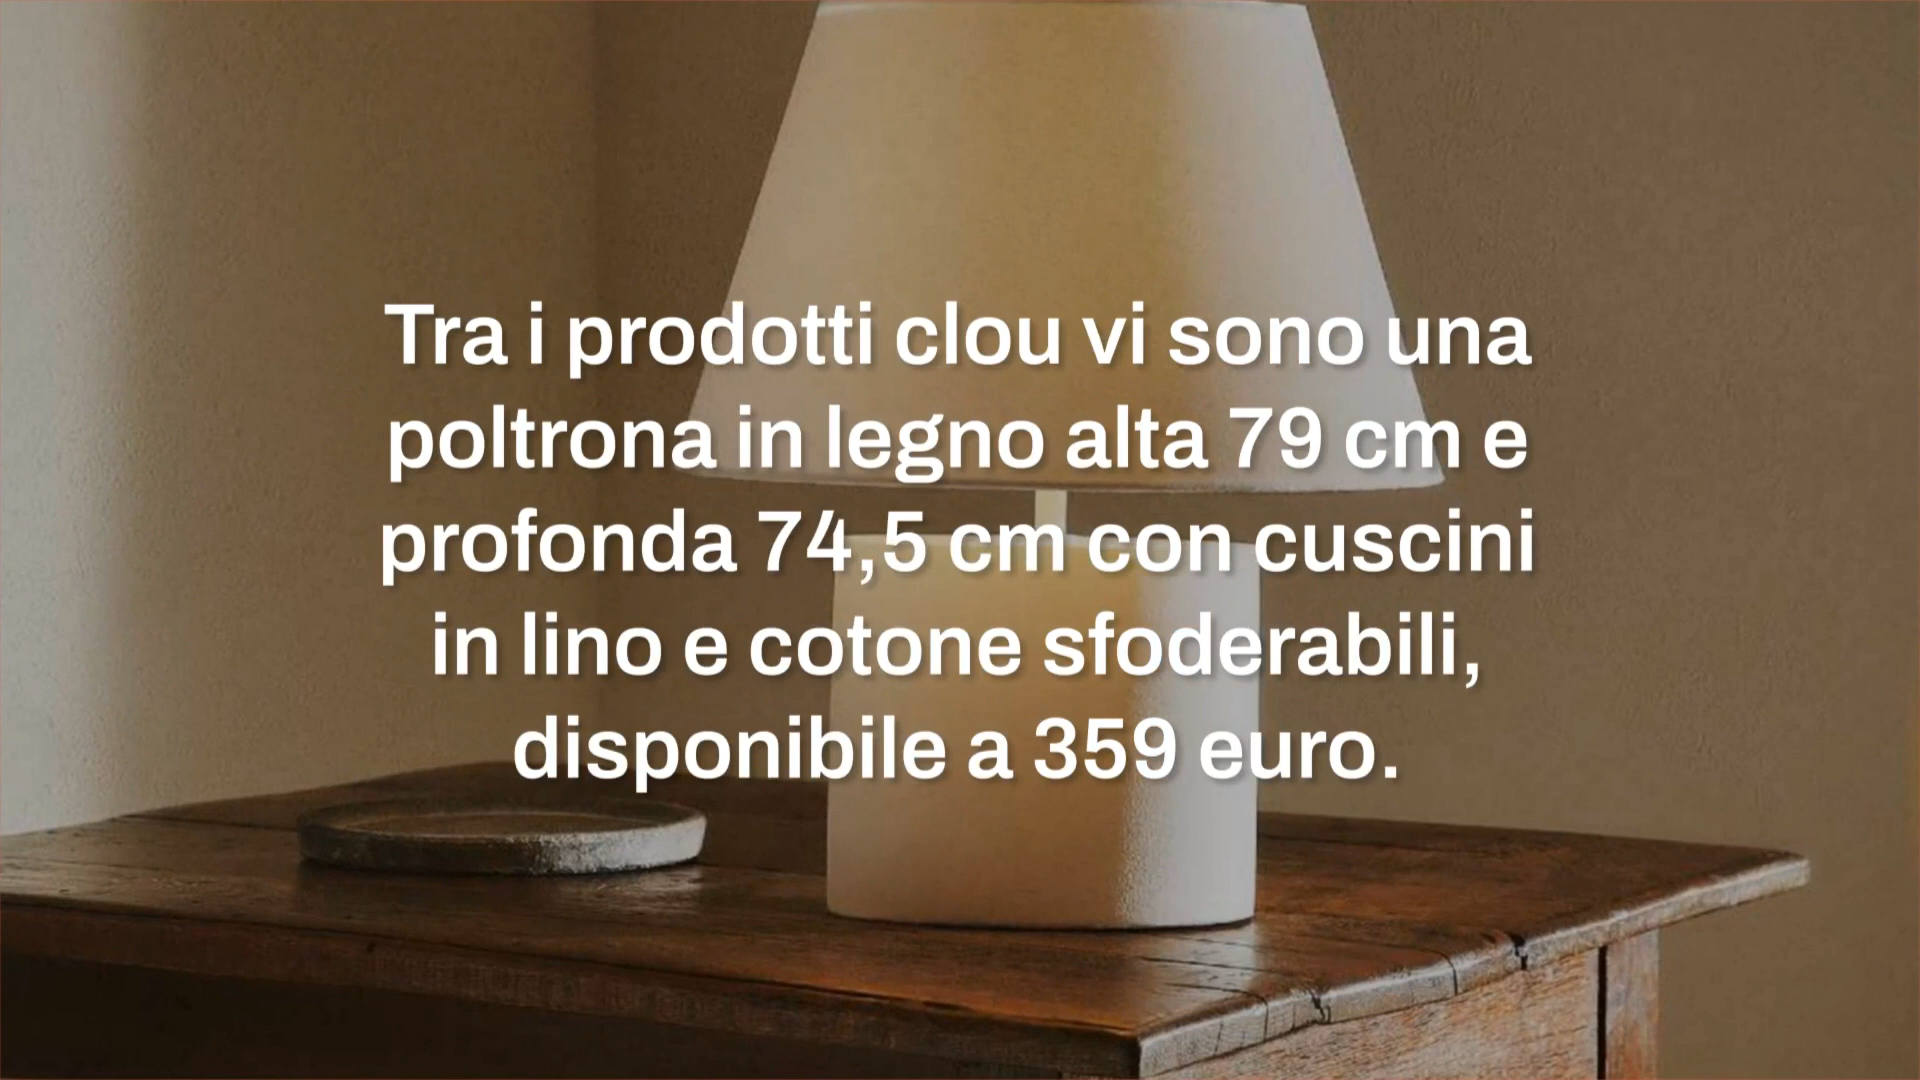 Tra i prodotti clou vi sono una
poltrona in legno alta 79 cm e
profonda 74,5 cm con cuscini
in lino e cotone sfoderabili,
disponibile a 359 euro.